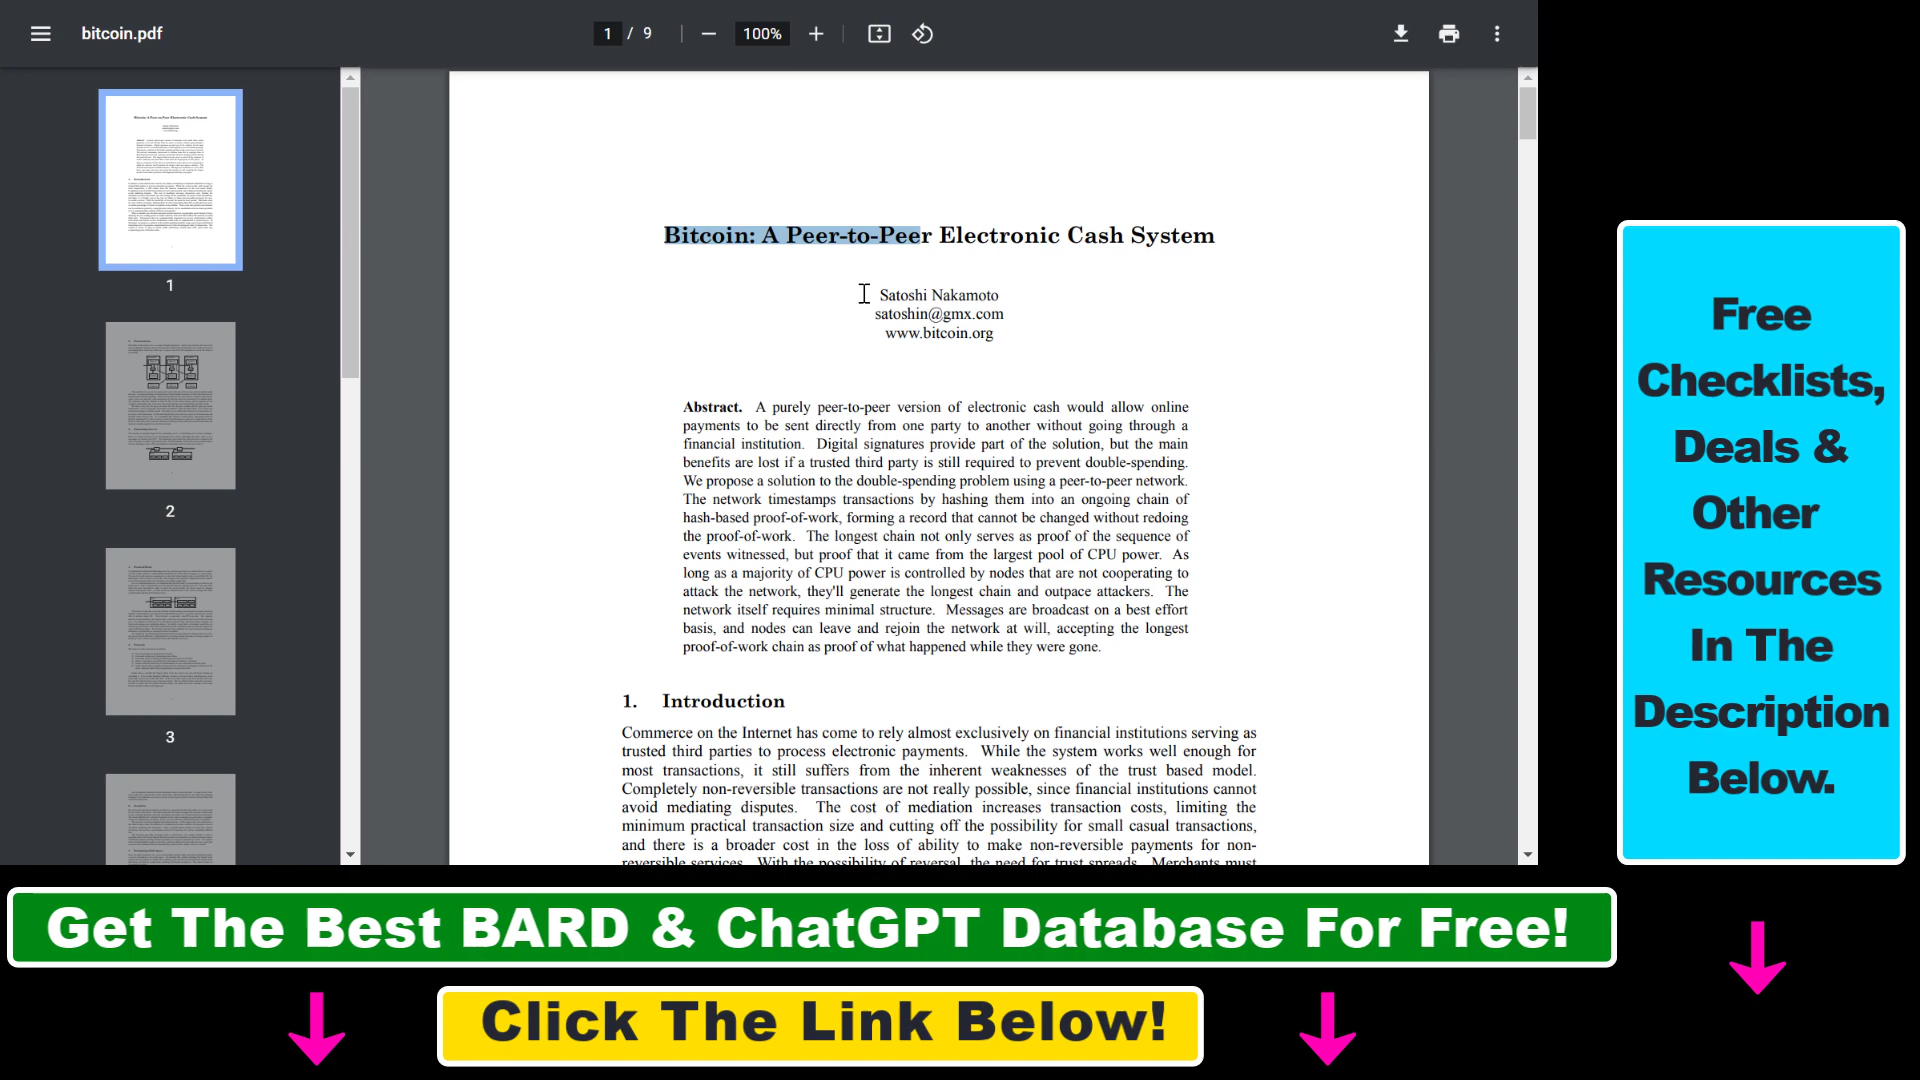 bitcoin.pdf
1 / 9
100%
1
2
3
Bitcoin: A Peer-to-Peer Electronic Cash System
Satoshi Nakamoto
satoshin@gmx.com
www.bitcoin.org
Abstract. A purely peer-to-peer version of electronic cash would allow online
payments to be sent directly from one party to another without going through a
financial institution. Digital signatures provide part of the solution, but the main
benefits are lost if a trusted third party is still required to prevent double-spending.
We propose a solution to the double-spending problem using a peer-to-peer network.
The network timestamps transactions by hashing them into an ongoing chain of
hash-based proof-of-work, forming a record that cannot be changed without redoing
the proof-of-work. The longest chain not only serves as proof of the sequence of
events witnessed, but proof that it came from the largest pool of CPU power. As
long as a majority of CPU power is controlled by nodes that are not cooperating to
attack the network, they'll generate the longest chain and outpace attackers. The
network itself requires minimal structure. Messages are broadcast on a best effort
basis, and nodes can leave and rejoin the network at will, accepting the longest
proof-of-work chain as proof of what happened while they were gone.
1. Introduction
Commerce on the Internet has come to rely almost exclusively on financial institutions serving as
trusted third parties to process electronic payments. While the system works well enough for
most transactions, it still suffers from the inherent weaknesses of the trust based model.
Completely non-reversible transactions are not really possible, since financial institutions cannot
avoid mediating disputes. The cost of mediation increases transaction costs, limiting the
minimum practical transaction size and cutting off the possibility for small casual transactions,
and there is a broader cost in the loss of ability to make non-reversible payments for non-
reversible services. With the possibility of reversal, the need for trust spreads. Merchants must
Free
Checklists,
Deals &
Other
Resources
In The
Description
Below.
Get The Best BARD & ChatGPT Database For Free!
Click The Link Below!